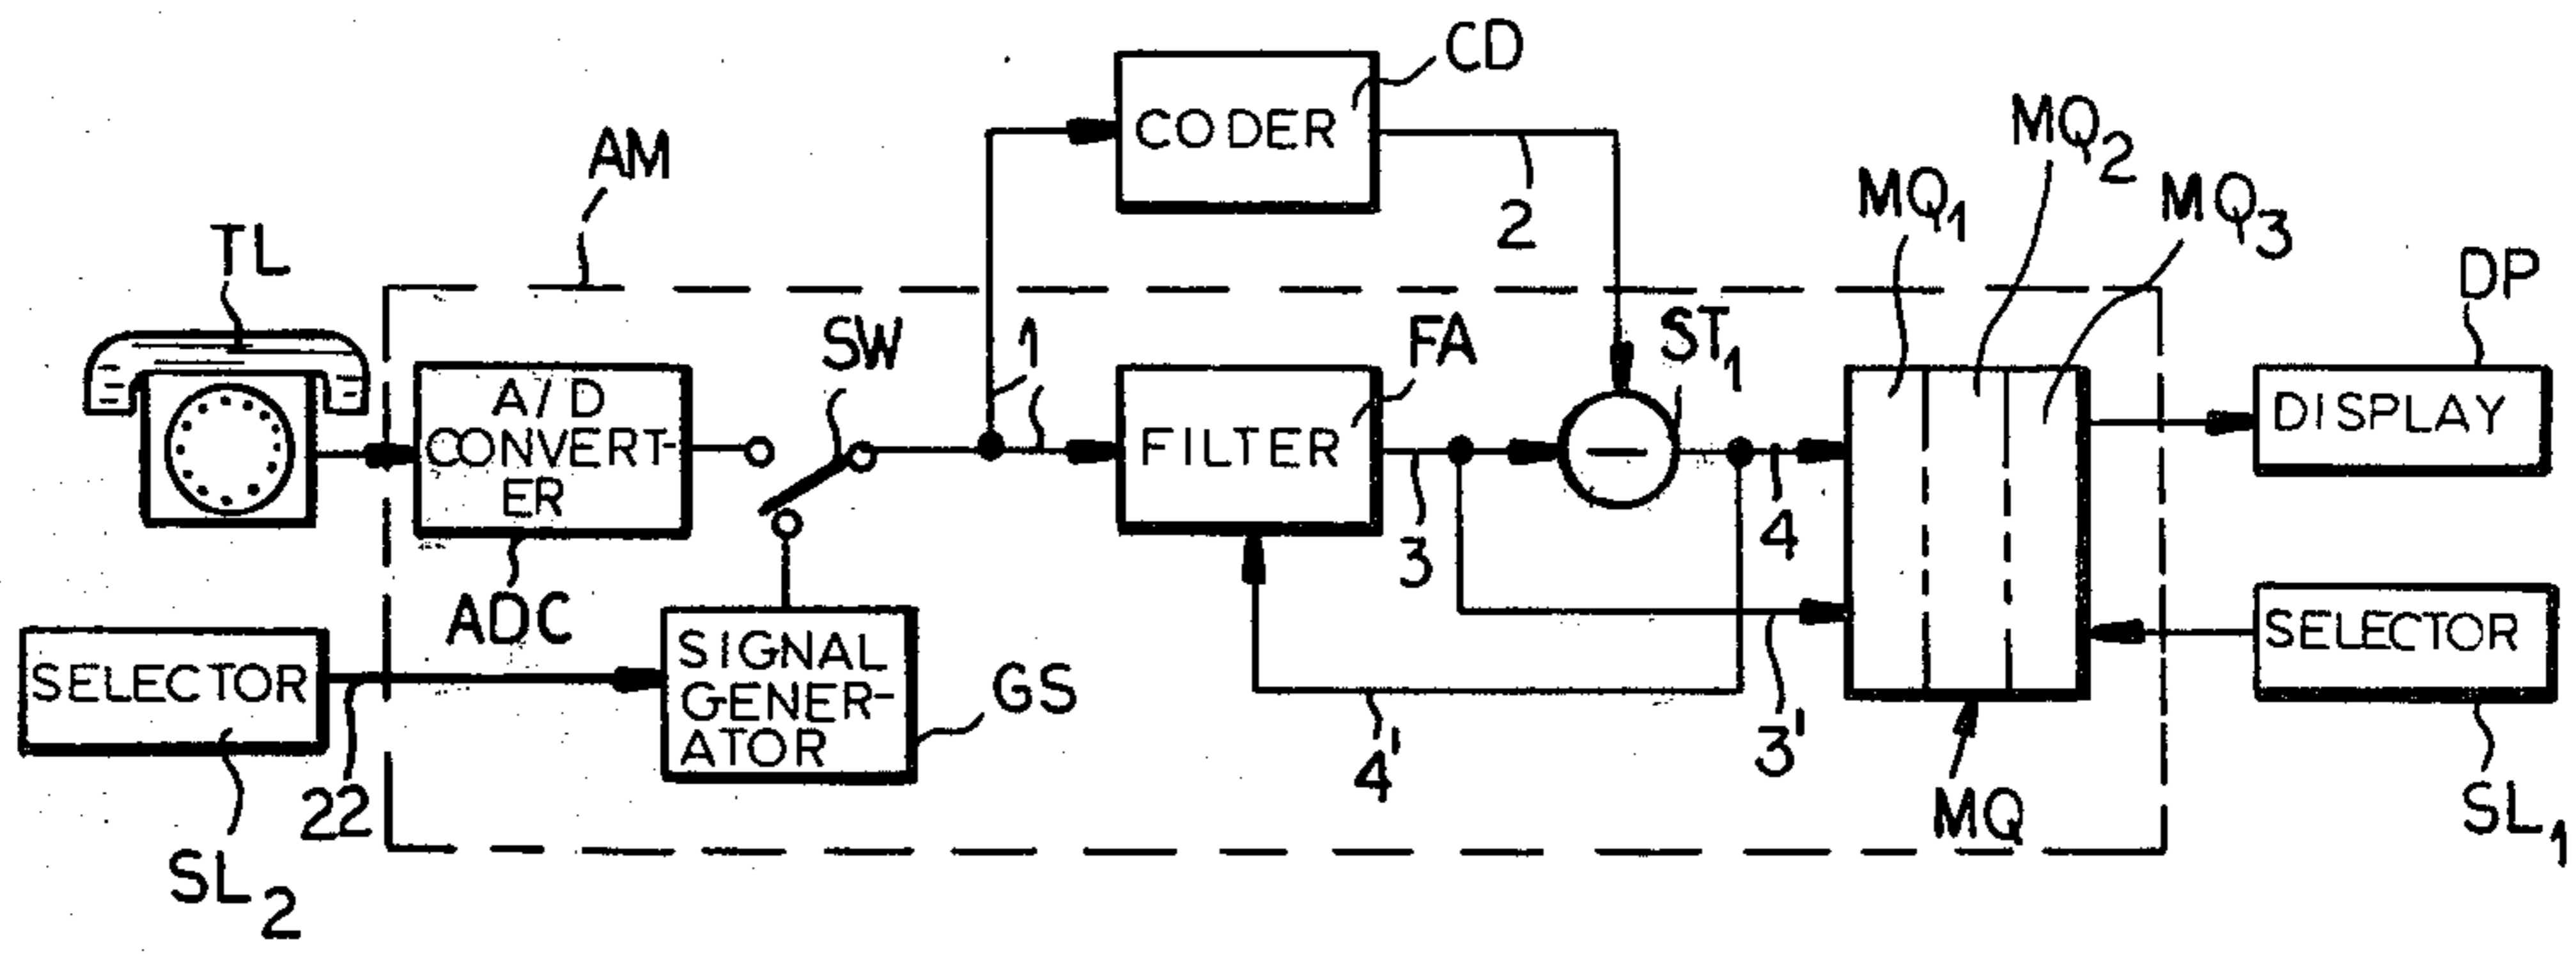 CD
CODER
AM
MQ2
MQ1
MQ3
2
TL
DP
SW
1
FA
ST1
A/D
CONVERT-
ER
FILTER
DISPLAY
3
4
ADC
SELECTOR
SIGNAL
GENER-
ATOR
GS
SELECTOR
22
4'
3'
MQ
SL1
SL2